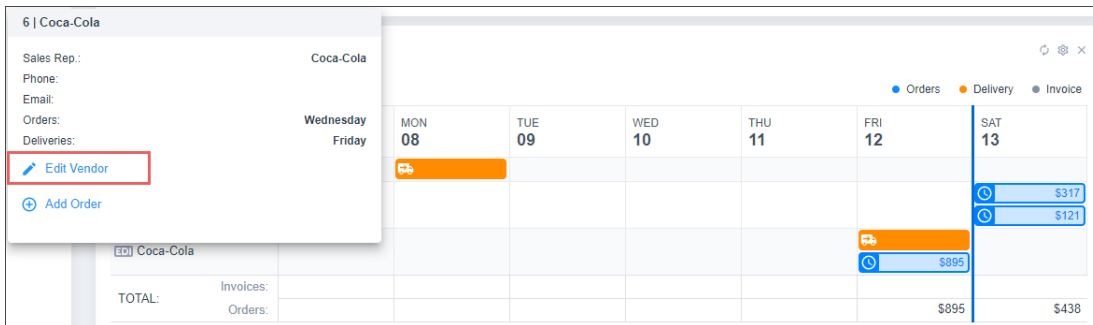 6 | Coca-Cola
Sales Rep.: Coca-Cola
Phone:
Email:
Orders: Wednesday
Deliveries: Friday
Edit Vendor
Add Order
Orders Delivery Invoice
MON TUE WED THU FRI SAT
08 09 10 11 12 13
$317
$121
EDI Coca-Cola
$895
TOTAL: Invoices:
Orders: $895 $438